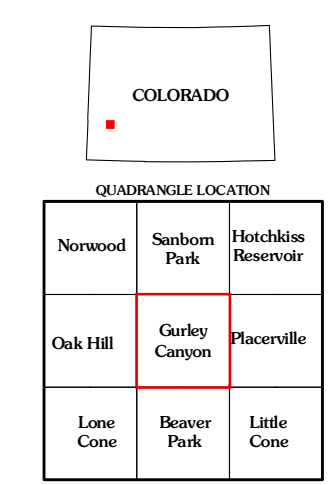 COLORADO
QUADRANGLE LOCATION
Norwood
Sanborn
Park
Hotchkiss
Reservoir
Oak Hill
Gurley
Canyon
Placerville
Lone
Cone
Beaver
Park
Little
Cone